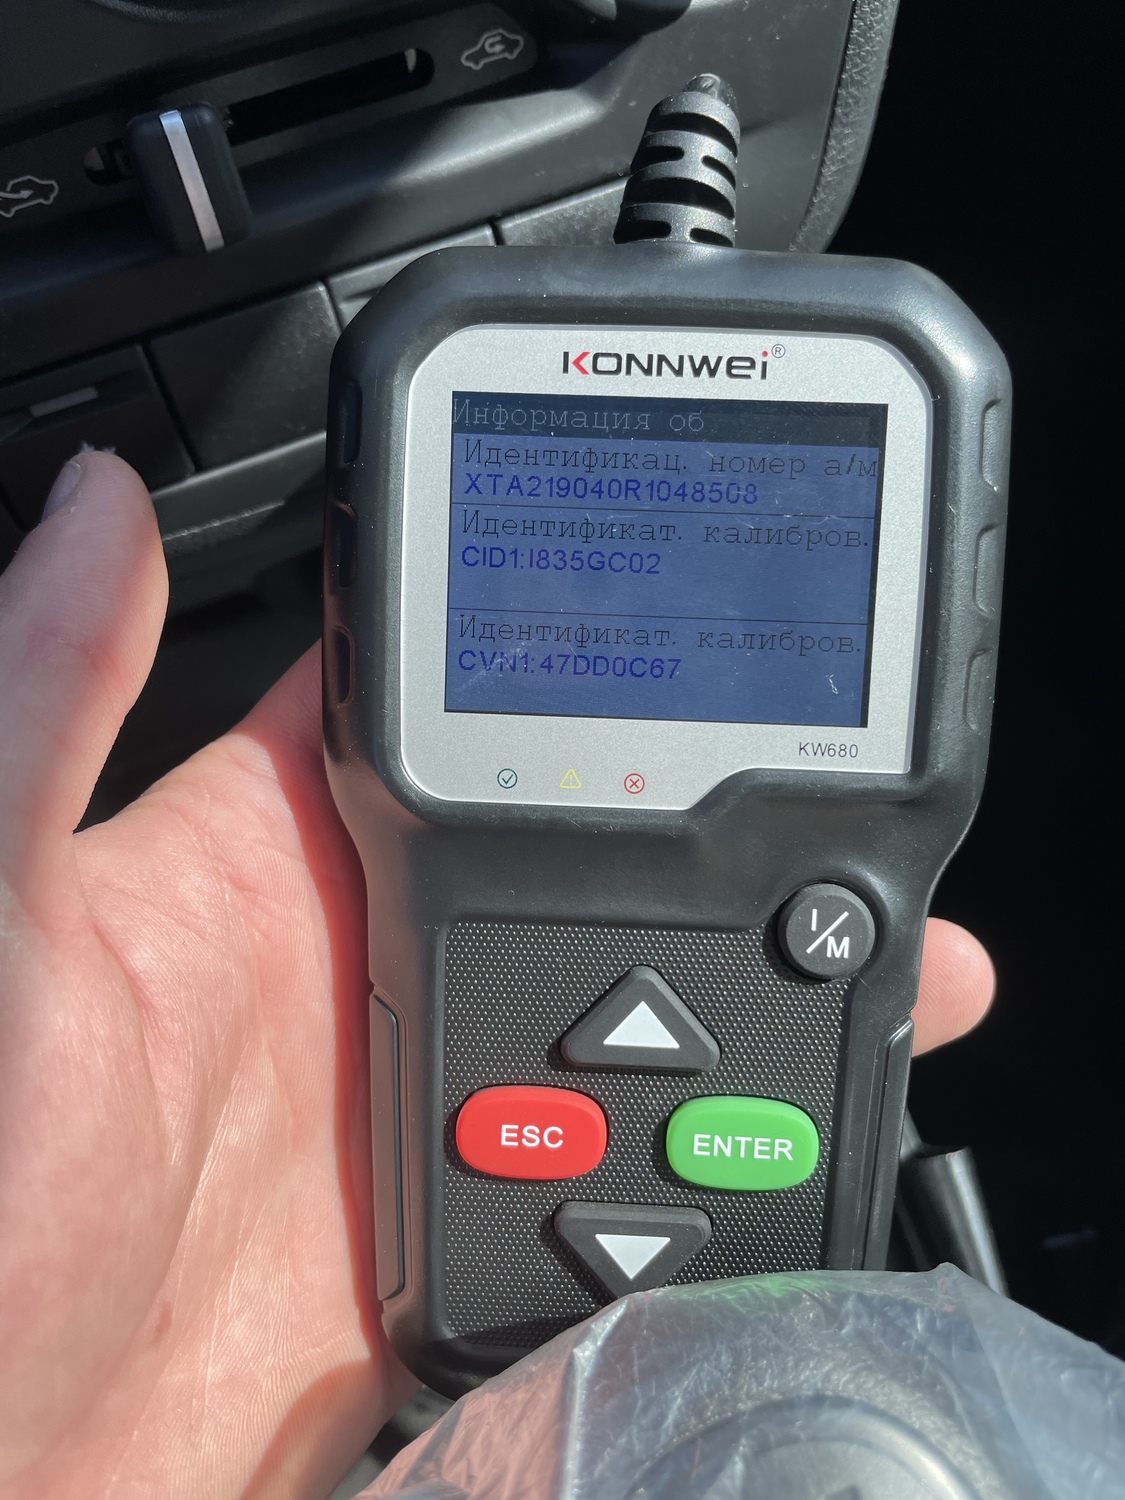 KONNWEI®
Информация об
Идентификац. номер а/м
XTA219040R1048508
Идентификат. калибров.
CID1:I835GC02
Идентификат. калибров.
CVN1:47DD0C67
KW680
I/M
ESC
ENTER